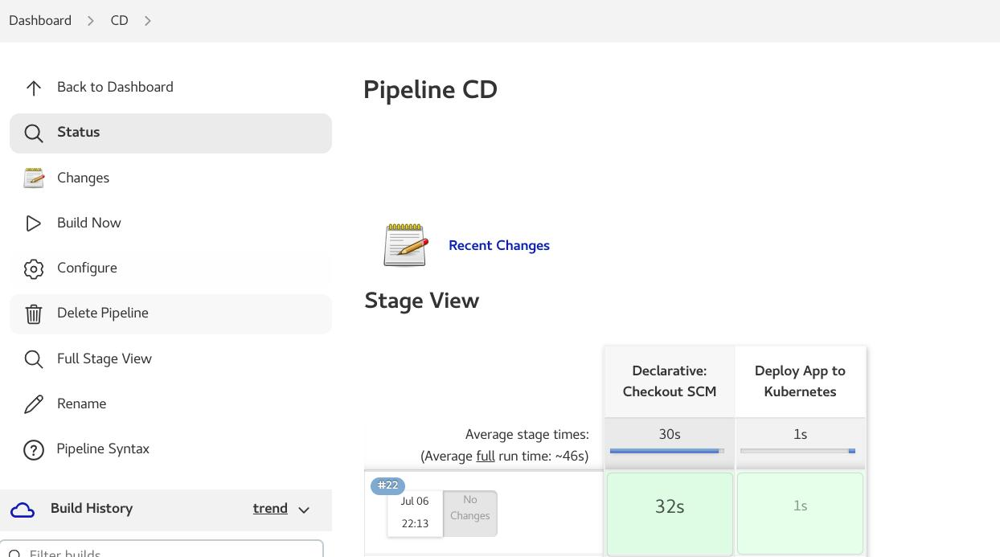 Dashboard
CD
Back to Dashboard
Status
Changes
Build Now
Configure
Delete Pipeline
Full Stage View
Rename
Pipeline Syntax
Build History
trend
Filter builds
Pipeline CD
Recent Changes
Stage View
Declarative:
Checkout SCM
Deploy App to
Kubernetes
Average stage times:
(Average full run time: ~46s)
30s
1s
#22
Jul 06
22:13
No
Changes
32s
1s